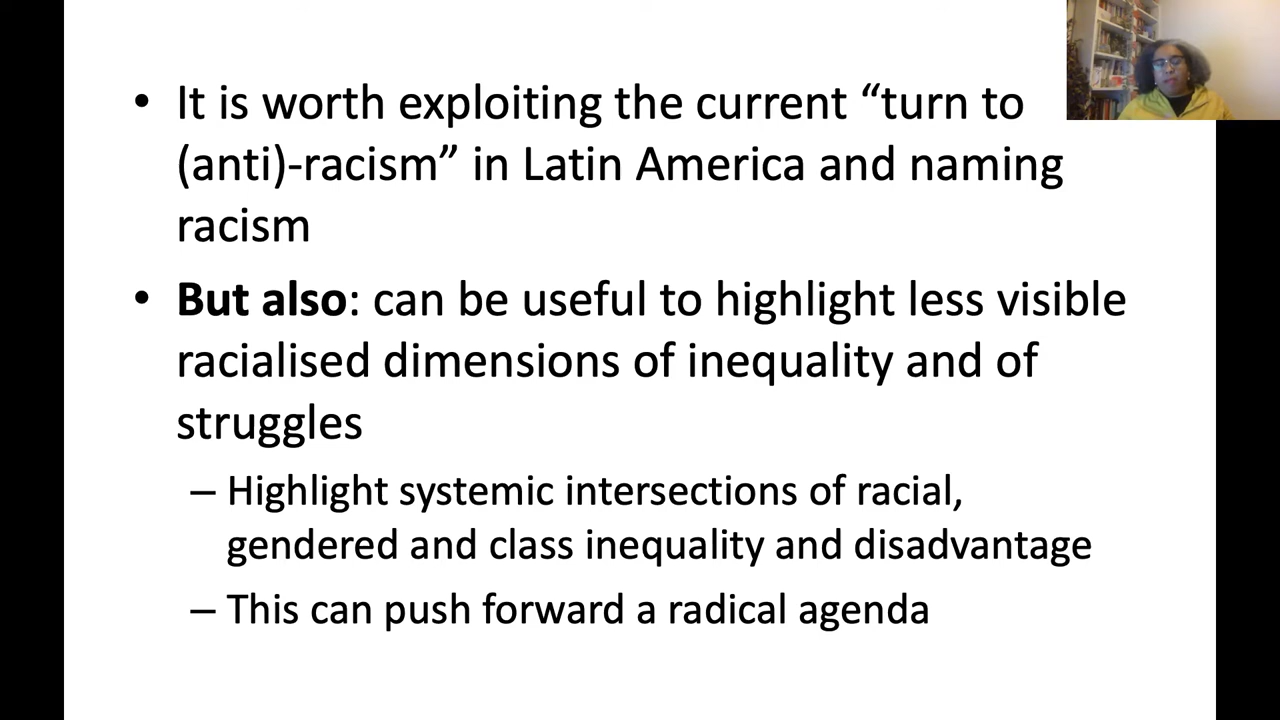 • It is worth exploiting the current “turn to
(anti)-racism” in Latin America and naming
racism
• But also: can be useful to highlight less visible
racialised dimensions of inequality and of
struggles
– Highlight systemic intersections of racial,
gendered and class inequality and disadvantage
– This can push forward a radical agenda